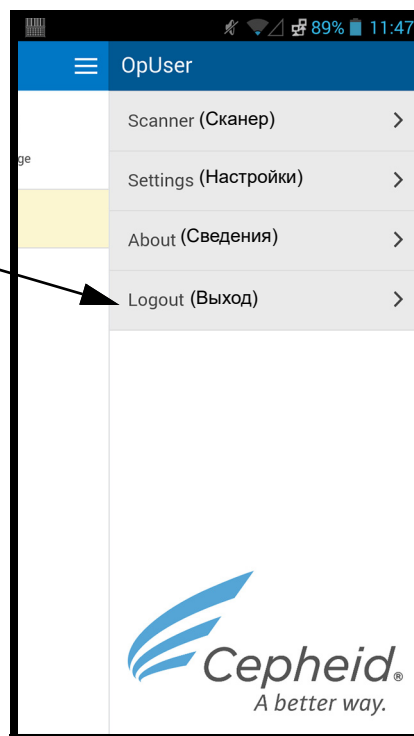 89% 11:47
OpUser
Scanner (Сканер)
ge
Settings (Настройки)
About (Сведения)
Logout (Выход)
Cepheid®
A better way.